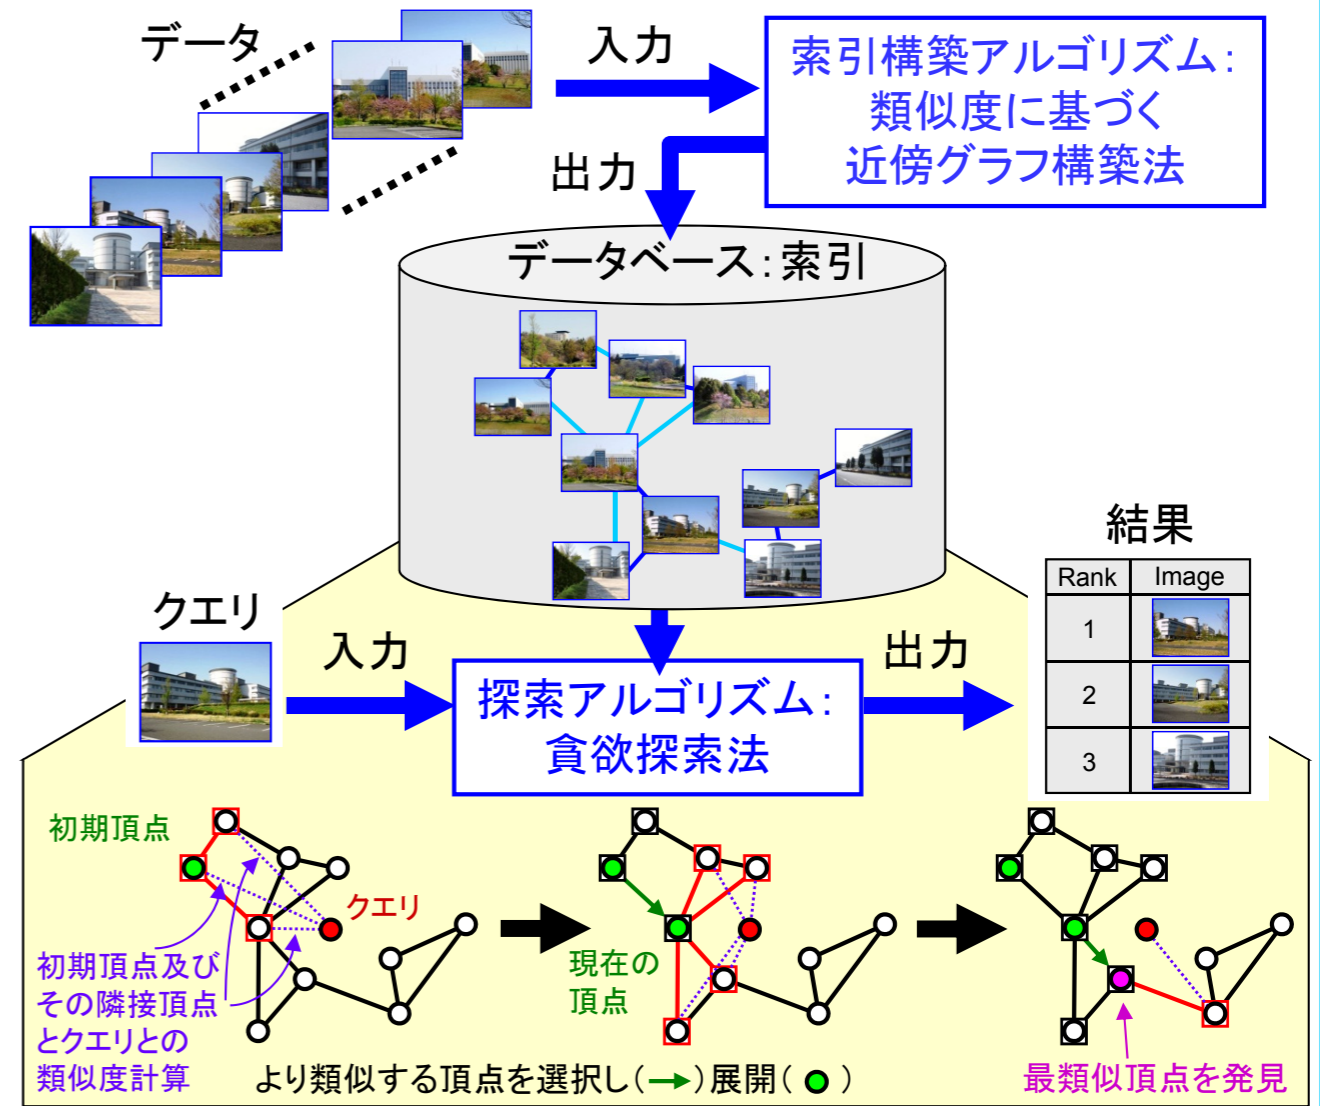 データ
入力
索引構築アルゴリズム：
類似度に基づく
近傍グラフ構築法
出力
データベース：索引
結果
Rank Image
1
2
3
クエリ
入力
出力
探索アルゴリズム：
貪欲探索法
初期頂点
クエリ
初期頂点及び
その隣接頂点
とクエリとの
類似度計算
現在の
頂点
より類似する頂点を選択し(→)展開( )
最類似頂点を発見